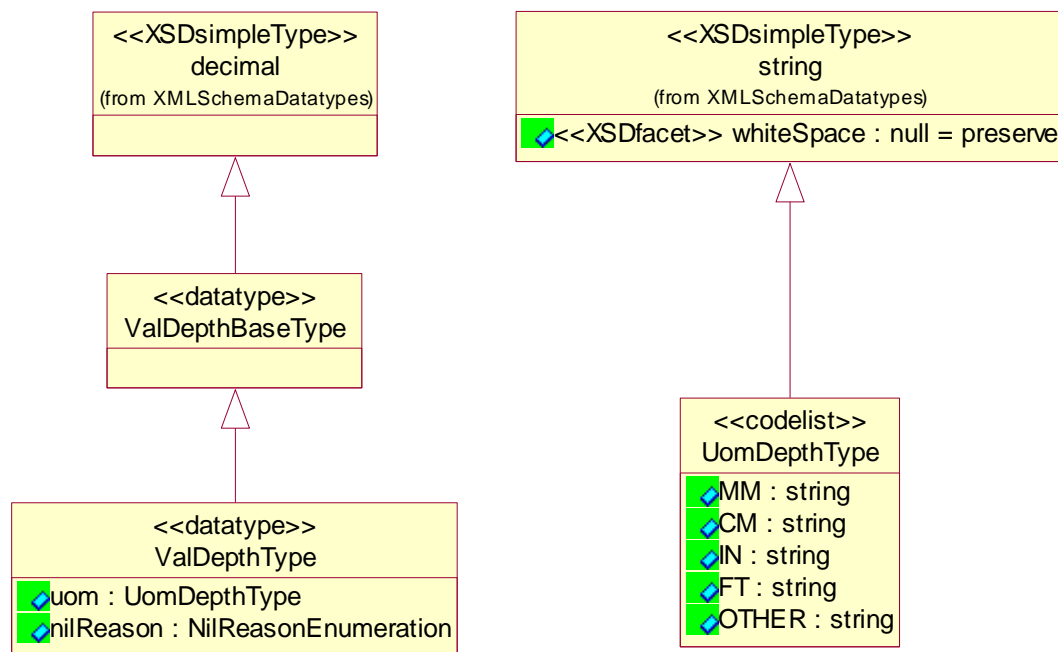 <<XSDsimpleType>>
decimal
(from XMLSchemaDatatypes)
<<XSDsimpleType>>
string
(from XMLSchemaDatatypes)
<<XSDfacet>> whiteSpace : null = preserve
<<datatype>>
ValDepthBaseType
<<datatype>>
ValDepthType
uom : UomDepthType
nilReason : NilReasonEnumeration
<<codelist>>
UomDepthType
MM : string
CM : string
IN : string
FT : string
OTHER : string